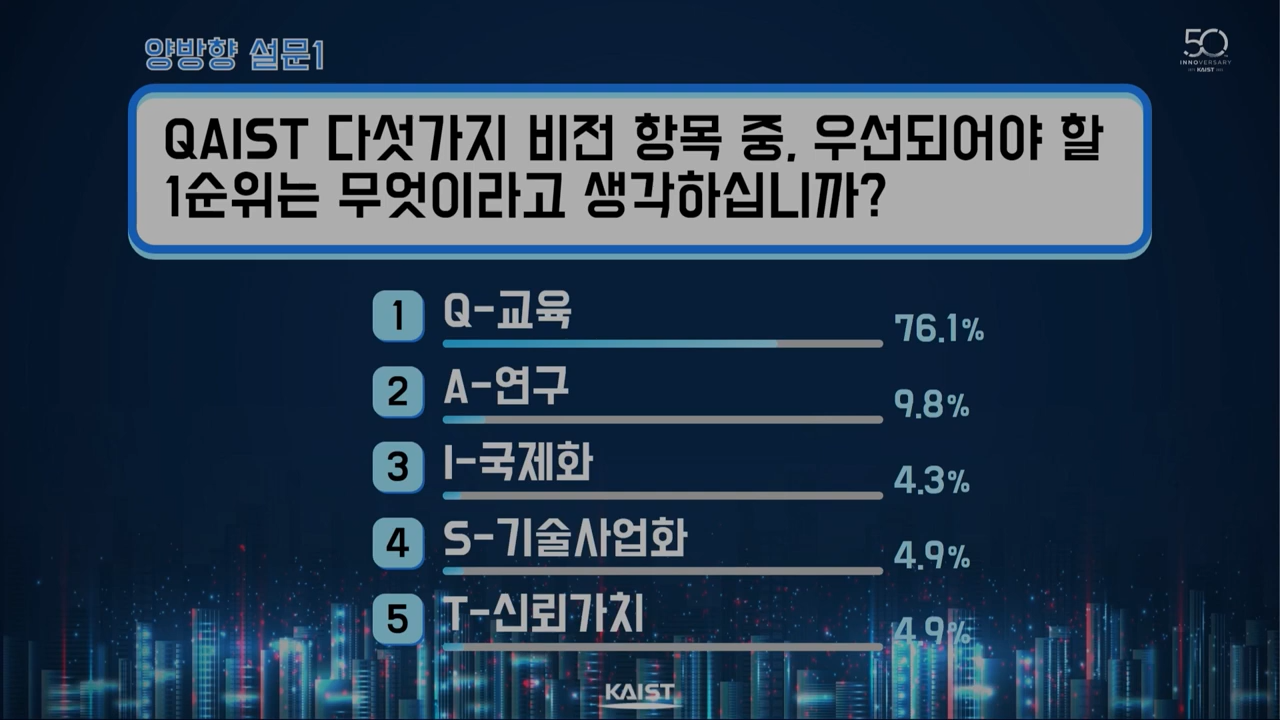 양방향 설문1
50
INNOVERSARY
KAIST
QAIST 다섯가지 비전 항목 중, 우선되어야 할
1순위는 무엇이라고 생각하십니까?
1 Q-교육 76.1%
2 A-연구 9.8%
3 I-국제화 4.3%
4 S-기술사업화 4.9%
5 T-신뢰가치 4.9%
KAIST